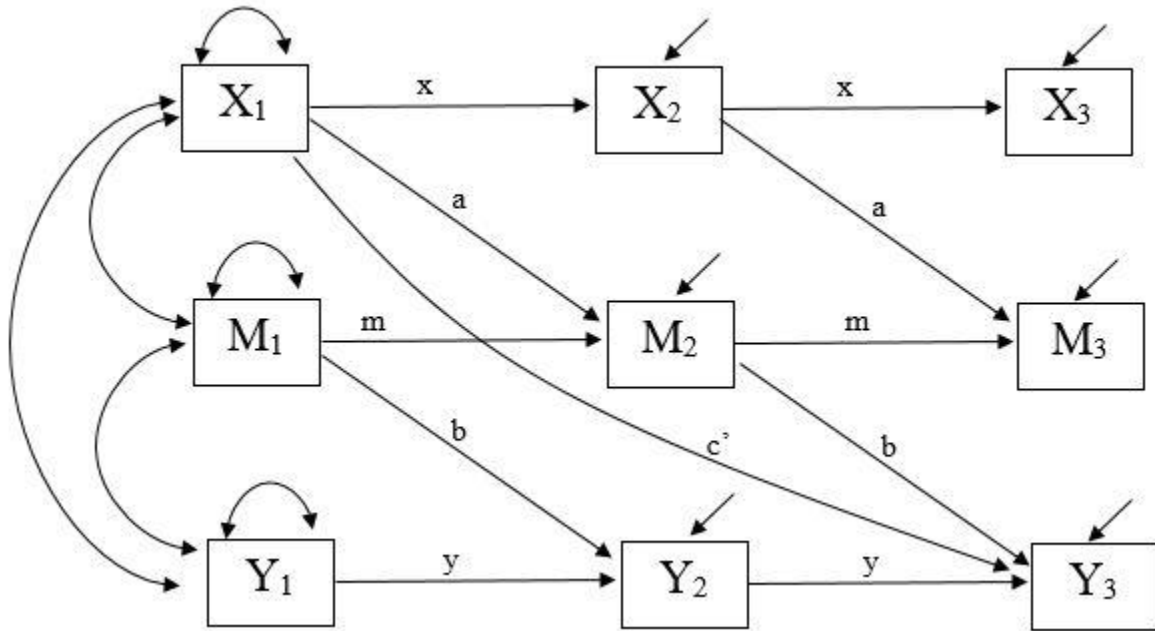 X₁ x X₂ x X₃
a a
M₁ m M₂ m M₃
b c’ b
Y₁ y Y₂ y Y₃